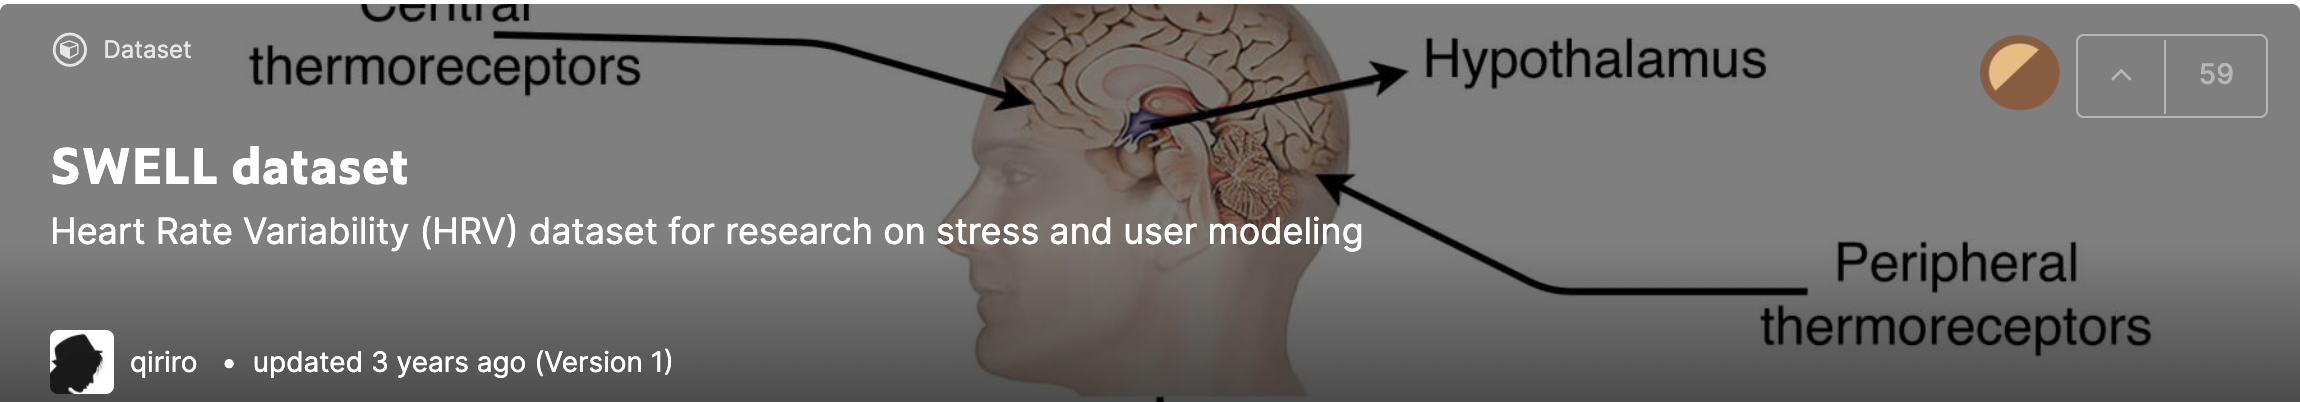 Central
thermoreceptors
Dataset
Hypothalamus
59
SWELL dataset
Heart Rate Variability (HRV) dataset for research on stress and user modeling
Peripheral
thermoreceptors
qiriro • updated 3 years ago (Version 1)